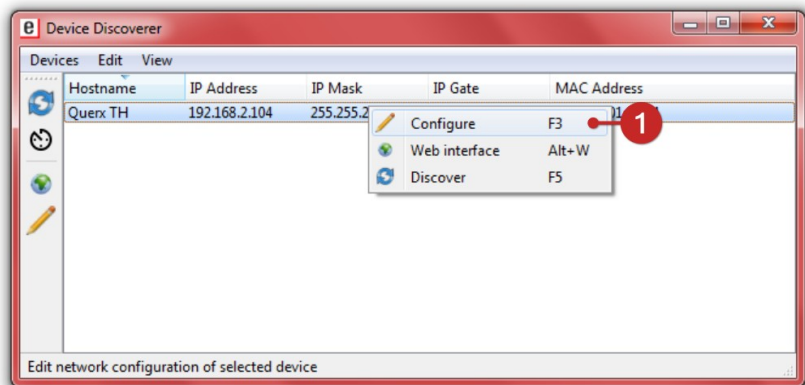 e Device Discoverer
Devices Edit View
Hostname IP Address IP Mask IP Gate MAC Address
Querx TH 192.168.2.104 255.255.2
Configure F3 1
Web interface Alt+W
Discover F5
Edit network configuration of selected device